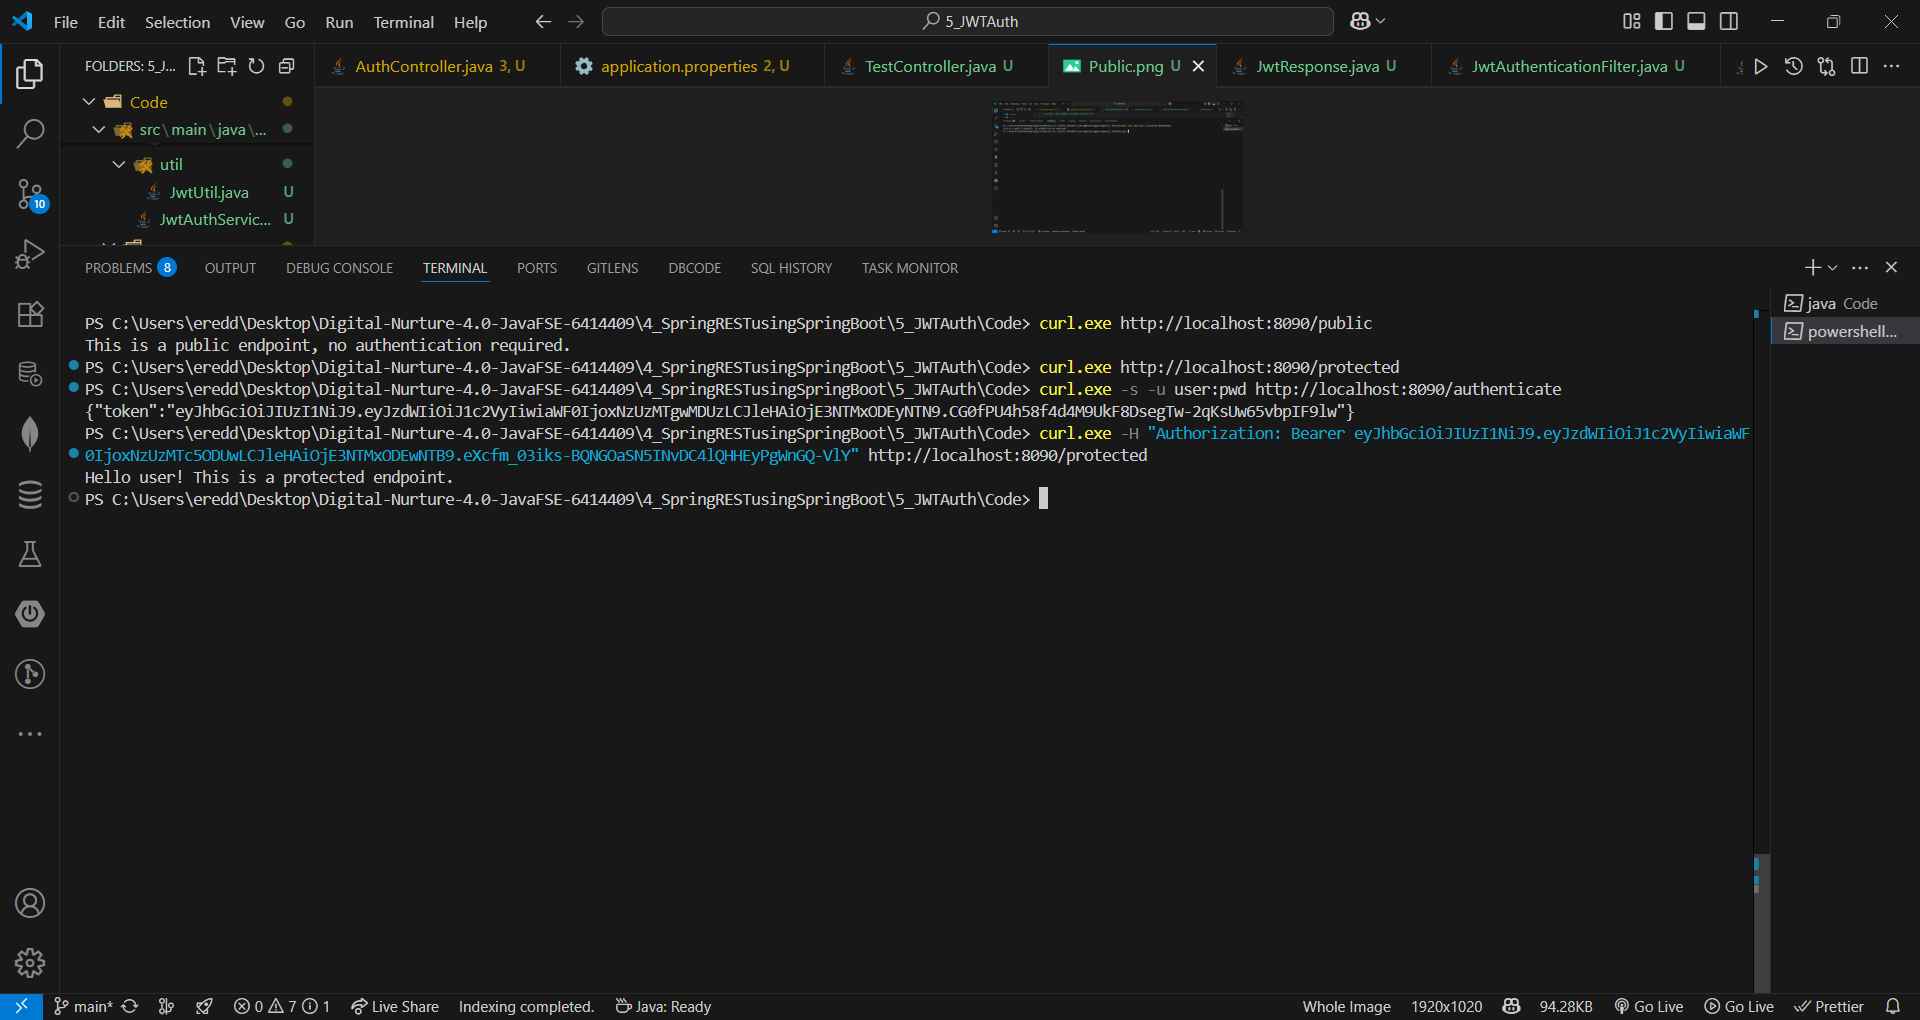 File Edit Selection View Go Run Terminal Help
5_JWTAuth
FOLDERS: 5_J...
AuthController.java 3, U
application.properties 2, U
TestController.java U
Public.png U
JwtResponse.java U
JwtAuthenticationFilter.java U
Code
src\main\java\...
util
JwtUtil.java U
JwtAuthServic... U
10
PROBLEMS 8 OUTPUT DEBUG CONSOLE TERMINAL PORTS GITLENS DBCODE SQL HISTORY TASK MONITOR
java Code
powershell...
PS C:\Users\eredd\Desktop\Digital-Nurture-4.0-JavaFSE-6414409\4_SpringRESTusingSpringBoot\5_JWTAuth\Code> curl.exe http://localhost:8090/public
This is a public endpoint, no authentication required.
PS C:\Users\eredd\Desktop\Digital-Nurture-4.0-JavaFSE-6414409\4_SpringRESTusingSpringBoot\5_JWTAuth\Code> curl.exe http://localhost:8090/protected
PS C:\Users\eredd\Desktop\Digital-Nurture-4.0-JavaFSE-6414409\4_SpringRESTusingSpringBoot\5_JWTAuth\Code> curl.exe -s -u user:pwd http://localhost:8090/authenticate
{"token":"eyJhbGciOiJIUzI1NiJ9.eyJzdWIiOiJ1c2VyIiwiaWF0IjoxNzUzMTgwMDUzLCJleHAiOjE3NTMxODEyNTN9.CG0fPU4h58f4d4M9UkF8DsegTw-2qKsUw65vbpIF9lw"}
PS C:\Users\eredd\Desktop\Digital-Nurture-4.0-JavaFSE-6414409\4_SpringRESTusingSpringBoot\5_JWTAuth\Code> curl.exe -H "Authorization: Bearer eyJhbGciOiJIUzI1NiJ9.eyJzdWIiOiJ1c2VyIiwiaWF
0IjoxNzUzMTc5ODUwLCJleHAiOjE3NTMxODEwNTB9.eXcfm_03iks-BQNGOaSN5INvDC4lQHHEyPgWnGQ-VlY" http://localhost:8090/protected
Hello user! This is a protected endpoint.
PS C:\Users\eredd\Desktop\Digital-Nurture-4.0-JavaFSE-6414409\4_SpringRESTusingSpringBoot\5_JWTAuth\Code>
main* 0 7 1 Live Share Indexing completed. Java: Ready Whole Image 1920x1020 94.28KB Go Live Go Live Prettier